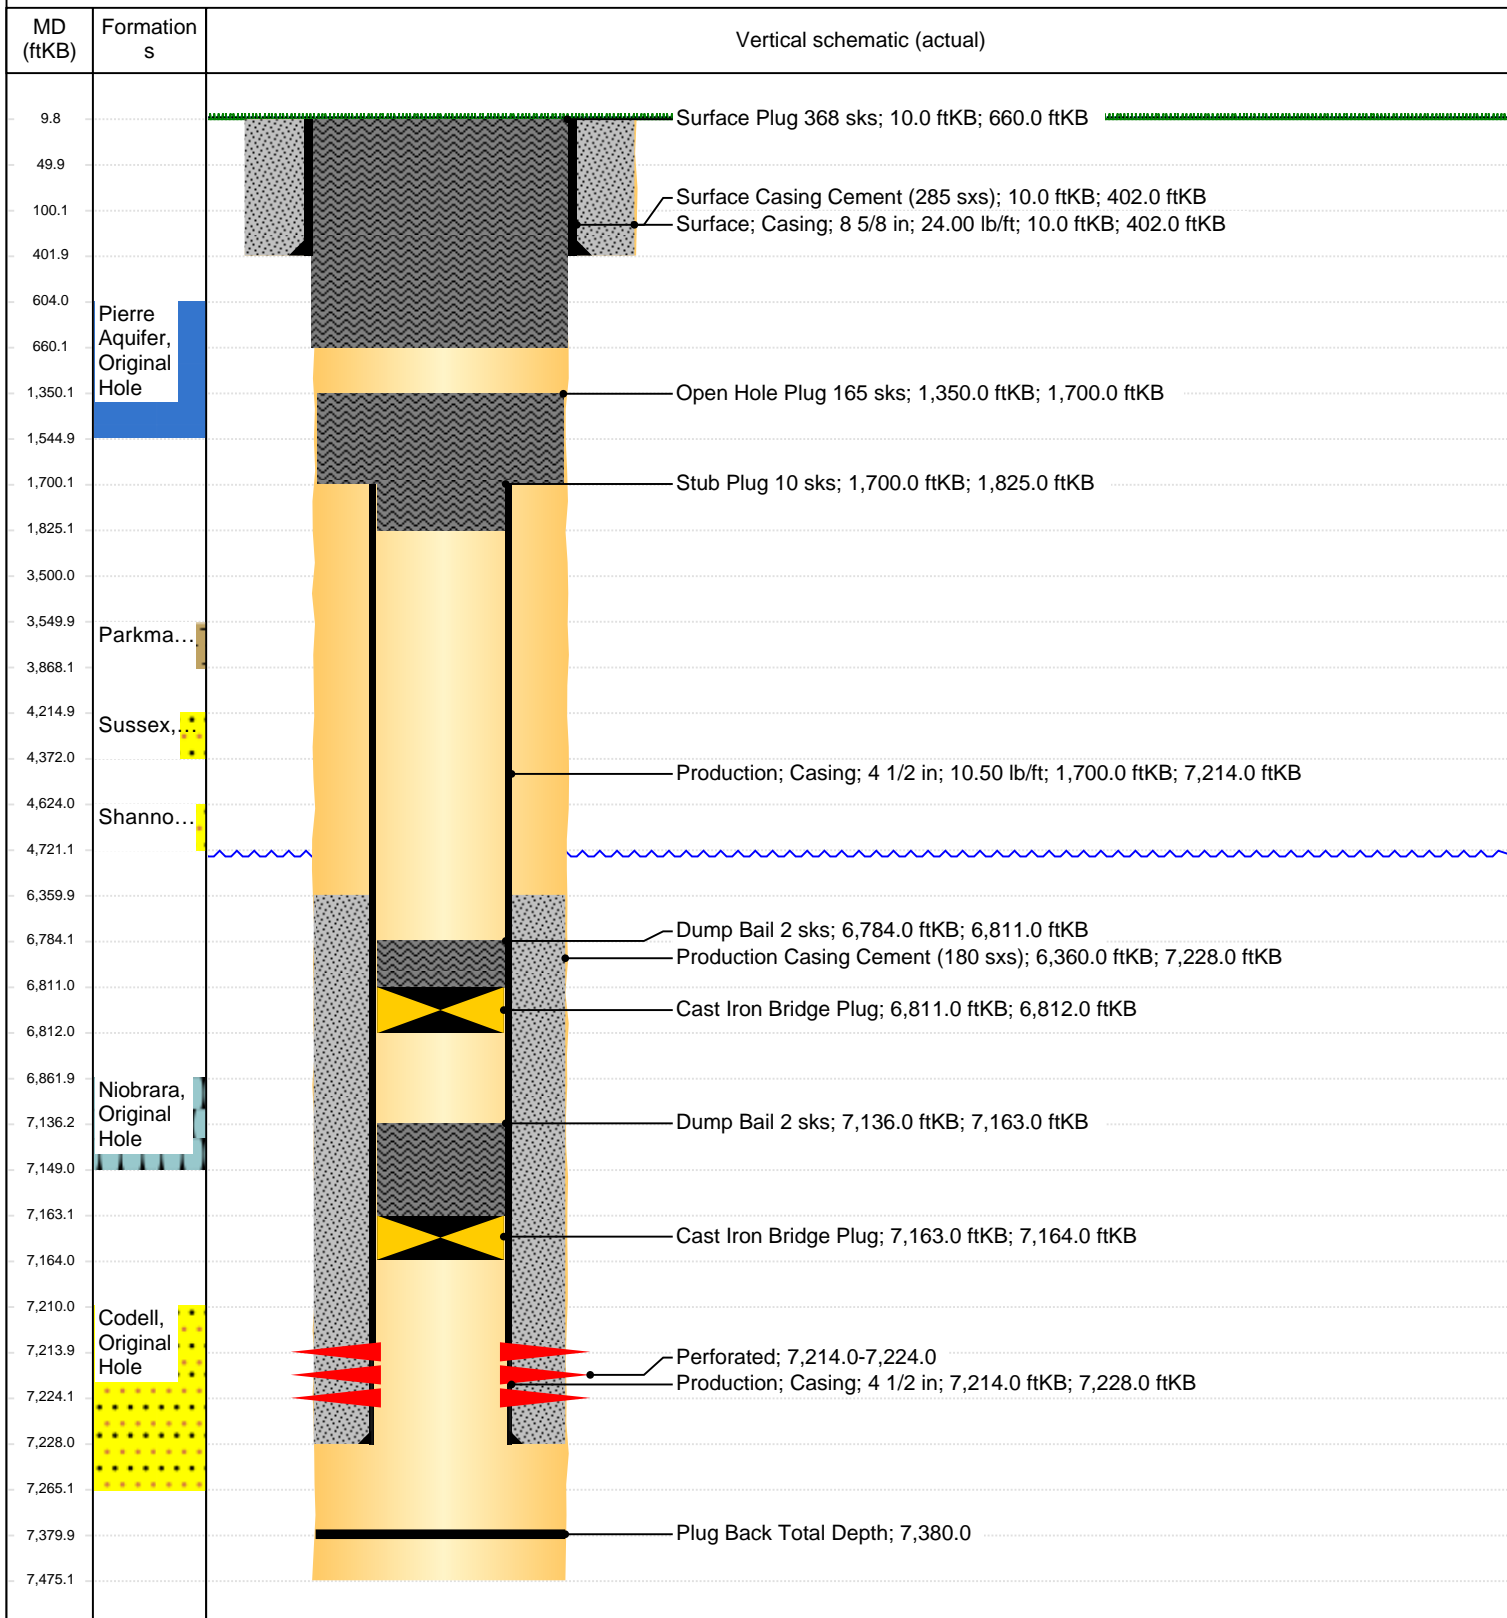 MD
(ftKB)
Formation
s
Vertical schematic (actual)
9.8
Surface Plug 368 sks; 10.0 ftKB; 660.0 ftKB
49.9
Surface Casing Cement (285 sxs); 10.0 ftKB; 402.0 ftKB
100.1
Surface; Casing; 8 5/8 in; 24.00 lb/ft; 10.0 ftKB; 402.0 ftKB
401.9
604.0
Pierre
Aquifer,
Original
Hole
660.1
1,350.1
Open Hole Plug 165 sks; 1,350.0 ftKB; 1,700.0 ftKB
1,544.9
1,700.1
Stub Plug 10 sks; 1,700.0 ftKB; 1,825.0 ftKB
1,825.1
3,500.0
3,549.9
Parkma…
3,868.1
4,214.9
Sussex,…
4,372.0
Production; Casing; 4 1/2 in; 10.50 lb/ft; 1,700.0 ftKB; 7,214.0 ftKB
4,624.0
Shanno…
4,721.1
6,359.9
Dump Bail 2 sks; 6,784.0 ftKB; 6,811.0 ftKB
6,784.1
Production Casing Cement (180 sxs); 6,360.0 ftKB; 7,228.0 ftKB
6,811.0
Cast Iron Bridge Plug; 6,811.0 ftKB; 6,812.0 ftKB
6,812.0
6,861.9
Niobrara,
Original
Hole
7,136.2
Dump Bail 2 sks; 7,136.0 ftKB; 7,163.0 ftKB
7,149.0
7,163.1
Cast Iron Bridge Plug; 7,163.0 ftKB; 7,164.0 ftKB
7,164.0
7,210.0
Codell,
Original
Hole
7,213.9
Perforated; 7,214.0-7,224.0
Production; Casing; 4 1/2 in; 7,214.0 ftKB; 7,228.0 ftKB
7,224.1
7,228.0
7,265.1
7,379.9
Plug Back Total Depth; 7,380.0
7,475.1